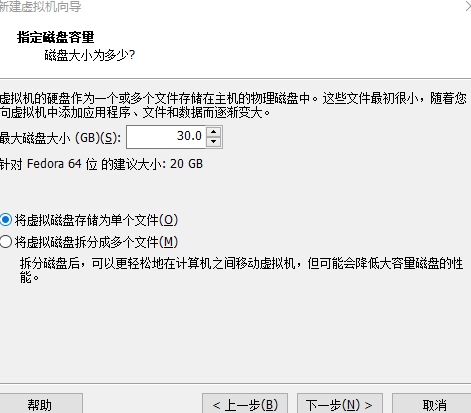 新建虚拟机向导
指定磁盘容量
磁盘大小为多少?
虚拟机的硬盘作为一个或多个文件存储在主机的物理磁盘中。这些文件最初很小，随着您
向虚拟机中添加应用程序、文件和数据而逐渐变大。
最大磁盘大小 (GB)(S): 30.0
针对 Fedora 64 位 的建议大小: 20 GB
将虚拟磁盘存储为单个文件(O)
将虚拟磁盘拆分成多个文件(M)
拆分磁盘后，可以更轻松地在计算机之间移动虚拟机，但可能会降低大容量磁盘的性
能。
帮助 < 上一步(B) 下一步(N) > 取消